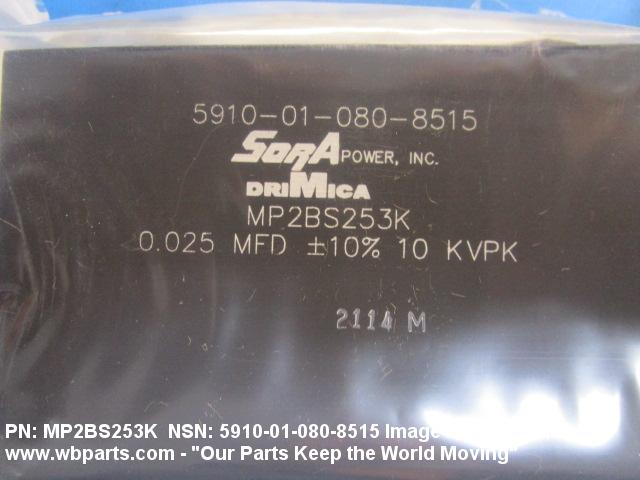 5910-01-080-8515
SORA POWER, INC.
DRIMICA
MP2BS253K
0.025 MFD ±10% 10 KVPK
2114 M
PN: MP2BS253K NSN: 5910-01-080-8515 Image
www.wbparts.com - "Our Parts Keep the World Moving"